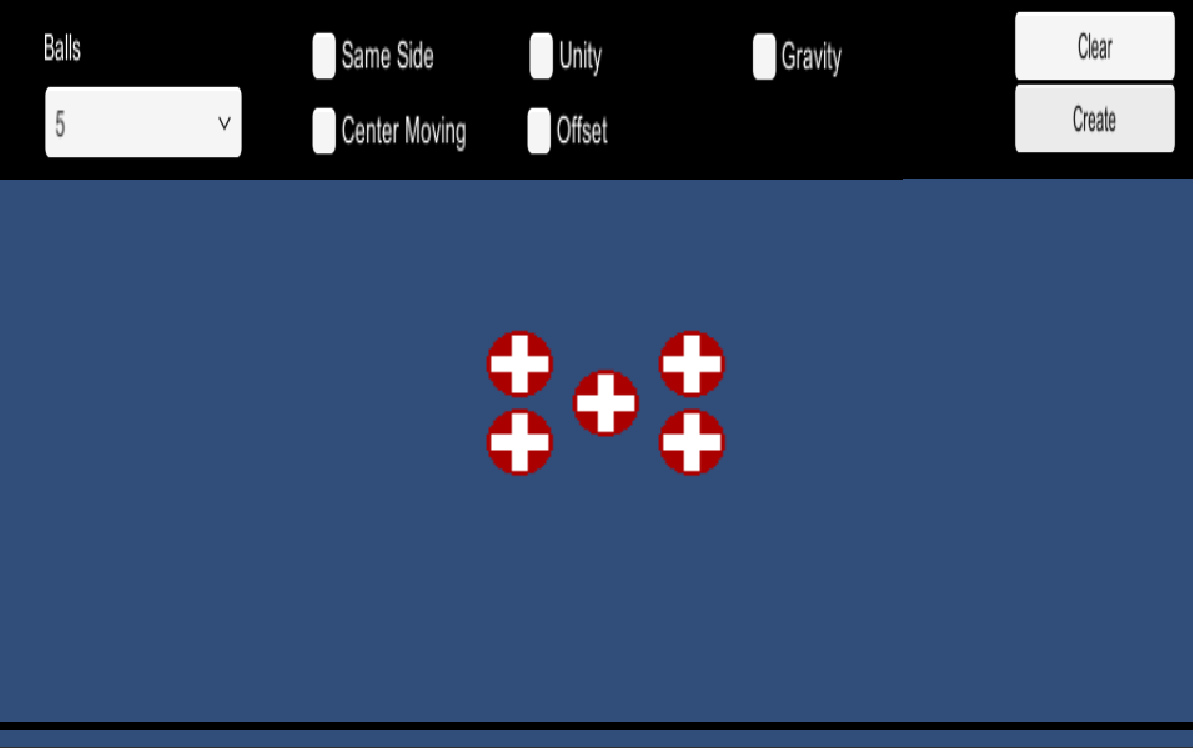 Balls
5
Same Side
Unity
Gravity
Center Moving
Offset
Clear
Create